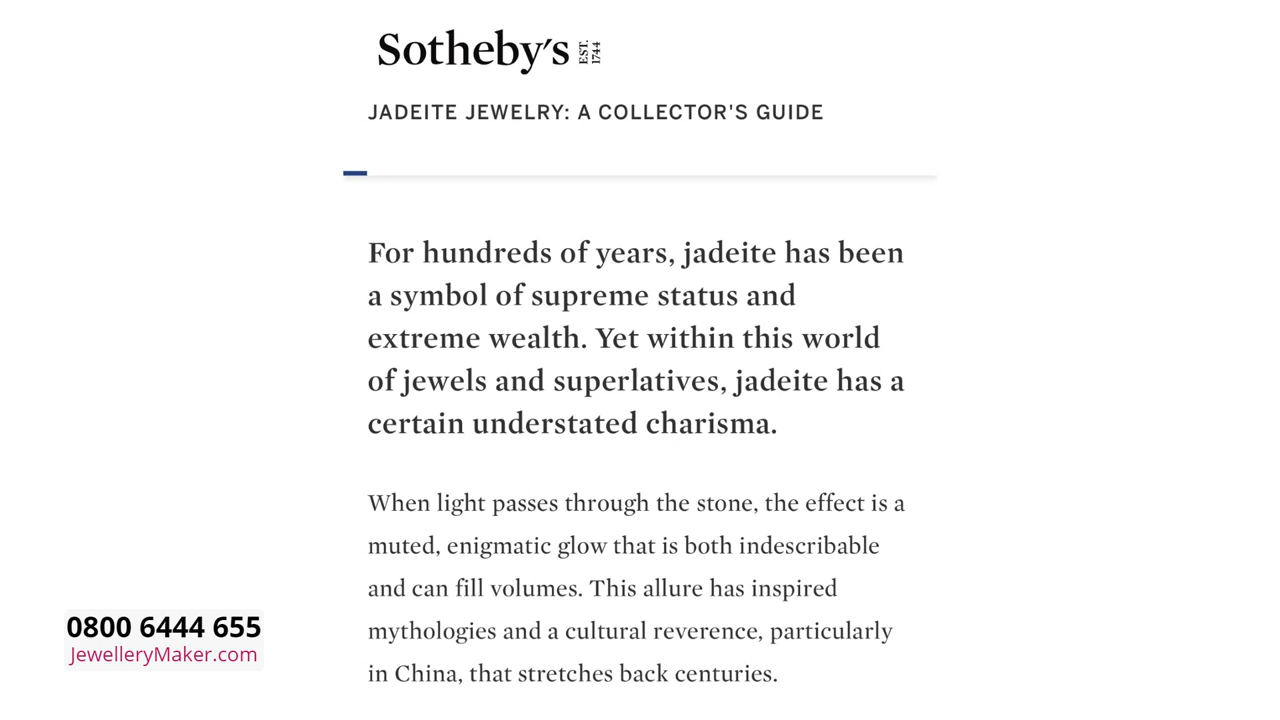 Sotheby's EST. 1744
JADEITE JEWELRY: A COLLECTOR'S GUIDE
For hundreds of years, jadeite has been
a symbol of supreme status and
extreme wealth. Yet within this world
of jewels and superlatives, jadeite has a
certain understated charisma.
When light passes through the stone, the effect is a
muted, enigmatic glow that is both indescribable
and can fill volumes. This allure has inspired
mythologies and a cultural reverence, particularly
in China, that stretches back centuries.
0800 6444 655
JewelleryMaker.com